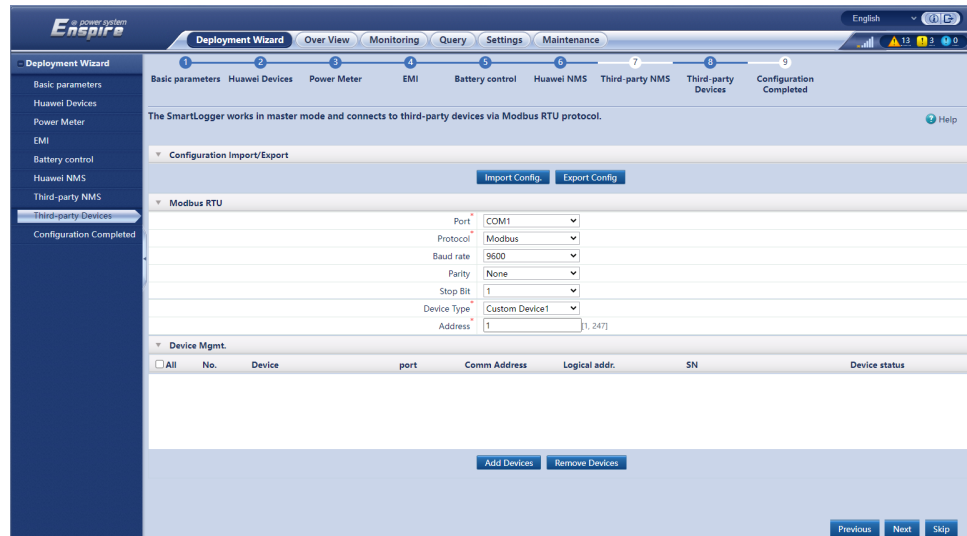 Enspire e power system
English
Deployment Wizard Over View Monitoring Query Settings Maintenance
13 3 0
Deployment Wizard
Basic parameters
Huawei Devices
Power Meter
EMI
Battery control
Huawei NMS
Third-party NMS
Third-party Devices
Configuration Completed
1 2 3 4 5 6 7 8 9
Basic parameters Huawei Devices Power Meter EMI Battery control Huawei NMS Third-party NMS Third-party Devices Configuration Completed
The SmartLogger works in master mode and connects to third-party devices via Modbus RTU protocol.
Help
Configuration Import/Export
Import Config. Export Config
Modbus RTU
Port* COM1
Protocol* Modbus
Baud rate 9600
Parity None
Stop Bit 1
Device Type* Custom Device1
Address* 1 [1, 247]
Device Mgmt.
All No. Device port Comm Address Logical addr. SN Device status
Add Devices Remove Devices
Previous Next Skip